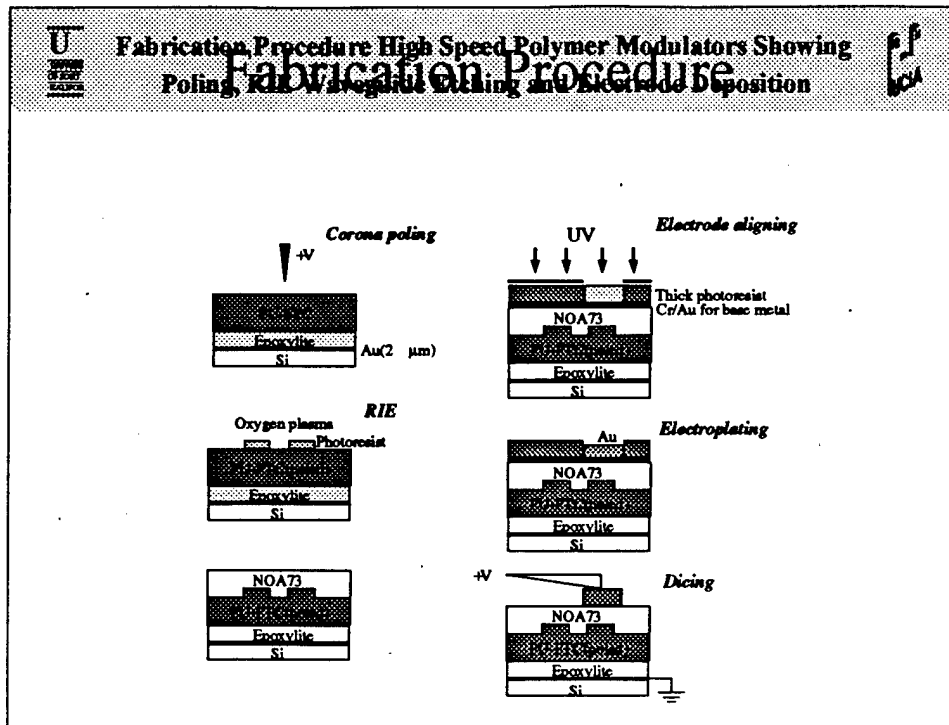 U
Fabrication Procedure High Speed Polymer Modulators Showing
Fabrication Procedure
Poling, RIE Waveguide Etching and Electrode Deposition
Corona poling
+V
Epoxylite
Si
Au(2 µm)
RIE
Oxygen plasma
Photoresist
Epoxylite
Si
NOA73
Epoxylite
Si
Electrode aligning
UV
Thick photoresist
Cr/Au for base metal
NOA73
Epoxylite
Si
Electroplating
Au
NOA73
Epoxylite
Si
Dicing
+V
NOA73
Epoxylite
Si